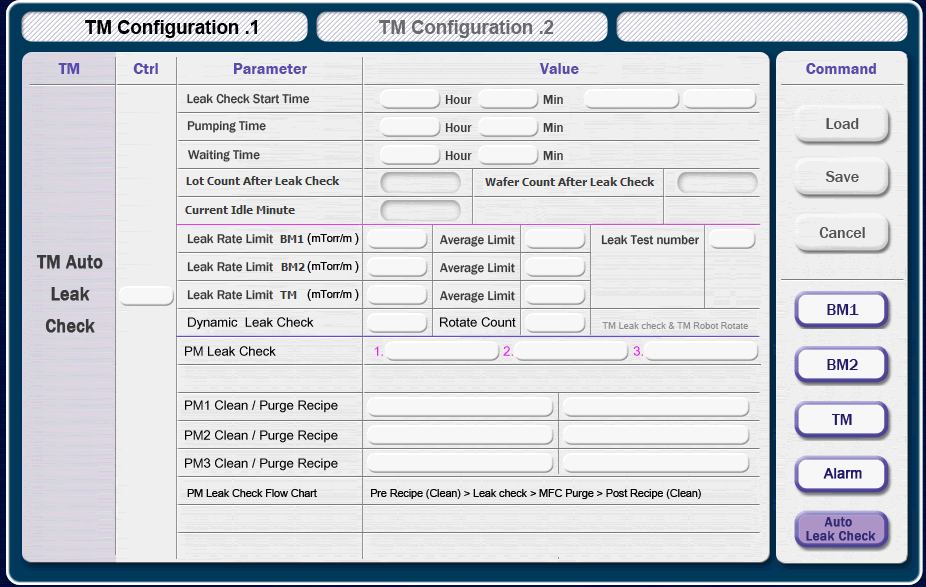 TM Configuration .1
TM Configuration .2
TM
Ctrl
Parameter
Value
Command
Leak Check Start Time
Hour
Min
Pumping Time
Hour
Min
Waiting Time
Hour
Min
Lot Count After Leak Check
Wafer Count After Leak Check
Current Idle Minute
Leak Rate Limit BM1 (mTorr/m )
Average Limit
Leak Test number
Leak Rate Limit BM2 (mTorr/m )
Average Limit
Leak Rate Limit TM (mTorr/m )
Average Limit
Dynamic Leak Check
Rotate Count
TM Leak check & TM Robot Rotate
PM Leak Check
1.
2.
3.
PM1 Clean / Purge Recipe
PM2 Clean / Purge Recipe
PM3 Clean / Purge Recipe
PM Leak Check Flow Chart
Pre Recipe (Clean) > Leak check > MFC Purge > Post Recipe (Clean)
TM Auto
Leak
Check
Load
Save
Cancel
BM1
BM2
TM
Alarm
Auto
Leak Check